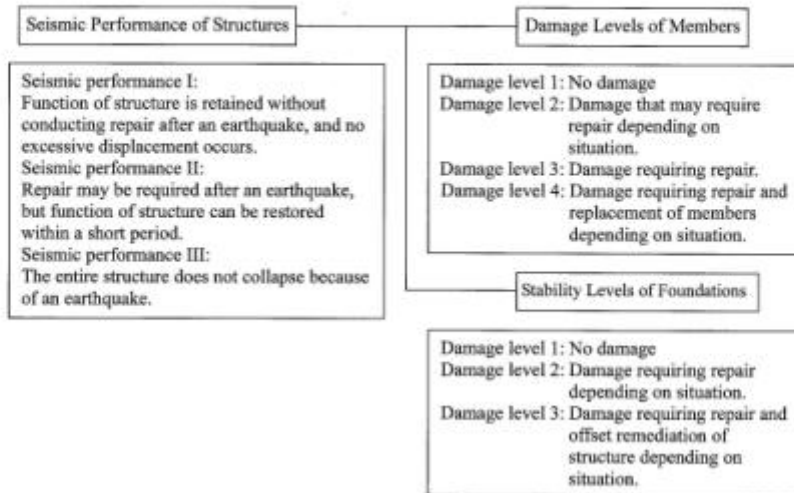 Seismic Performance of Structures
Seismic performance I:
Function of structure is retained without
conducting repair after an earthquake, and no
excessive displacement occurs.
Seismic performance II:
Repair may be required after an earthquake,
but function of structure can be restored
within a short period.
Seismic performance III:
The entire structure does not collapse because
of an earthquake.
Damage Levels of Members
Damage level 1: No damage
Damage level 2: Damage that may require
repair depending on
situation.
Damage level 3: Damage requiring repair.
Damage level 4: Damage requiring repair and
replacement of members
depending on situation.
Stability Levels of Foundations
Damage level 1: No damage
Damage level 2: Damage requiring repair
depending on situation.
Damage level 3: Damage requiring repair and
offset remediation of
structure depending on
situation.